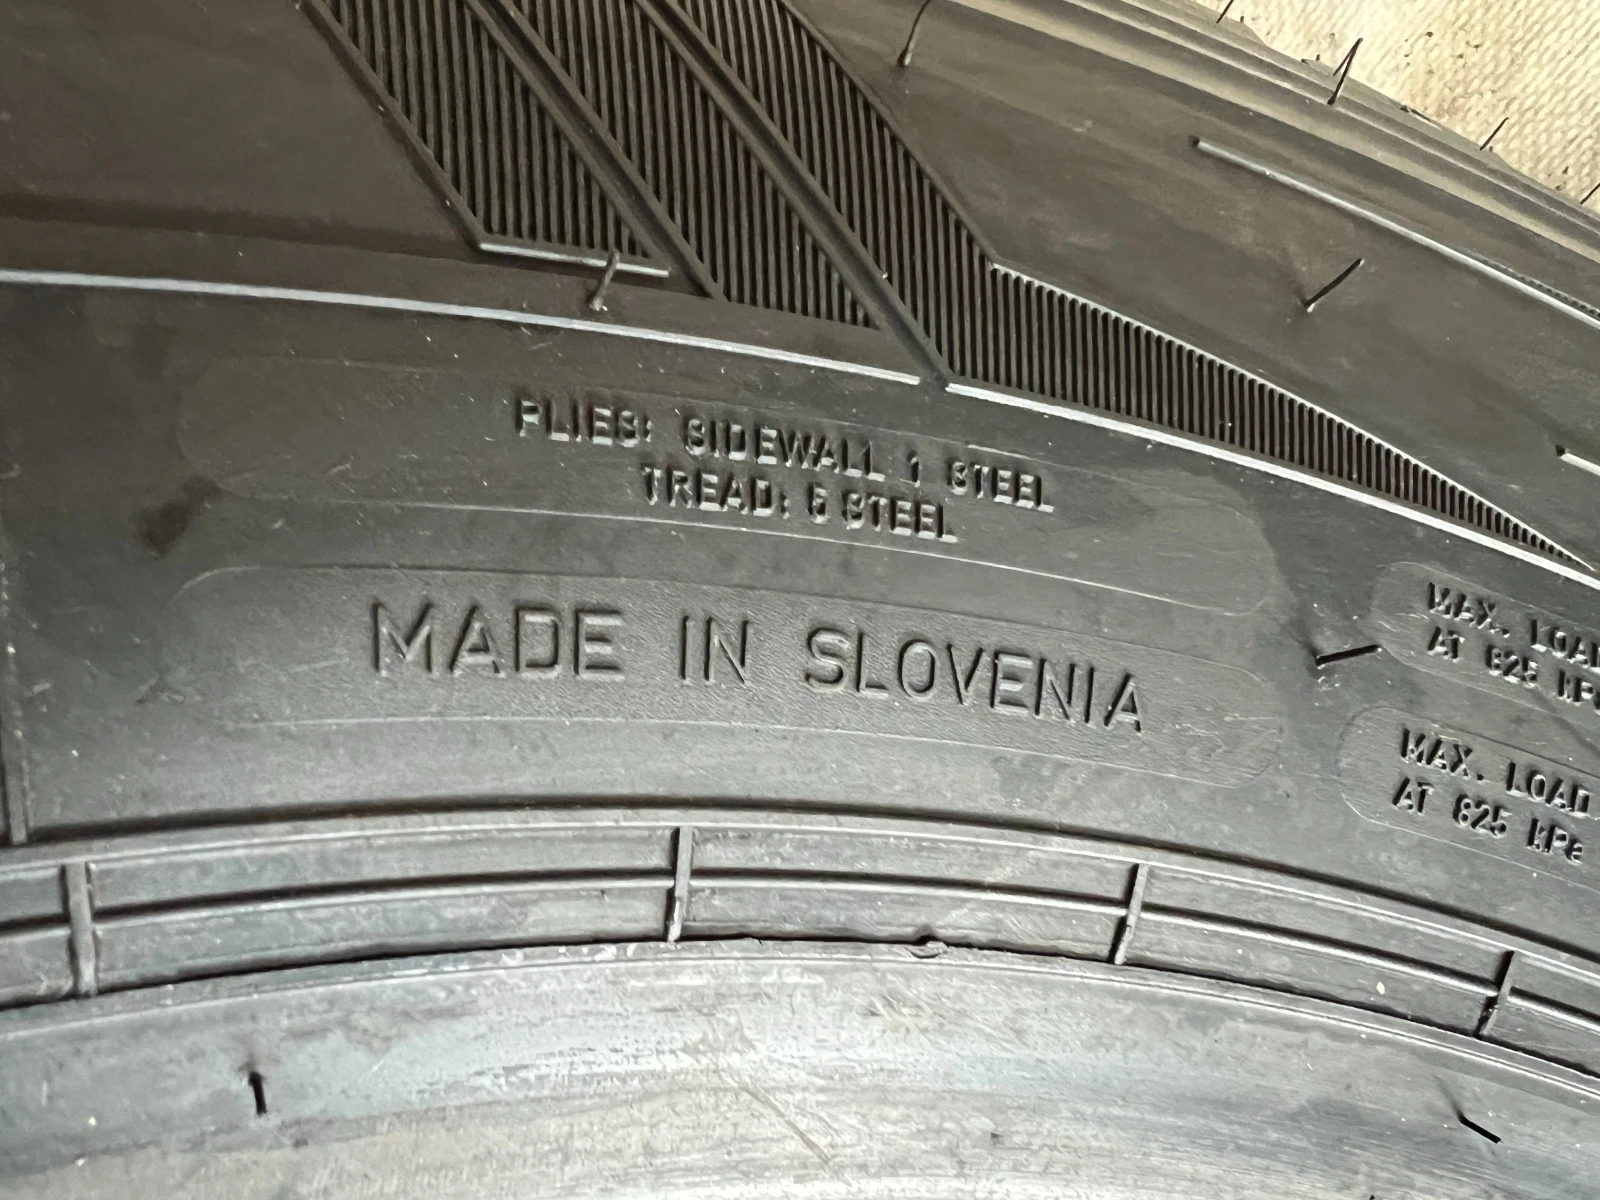 PLIES: SIDEWALL 1 STEEL
TREAD: 5 STEEL
MADE IN SLOVENIA
MAX. LOAD
AT 825 kPa
MAX. LOAD
AT 825 kPa